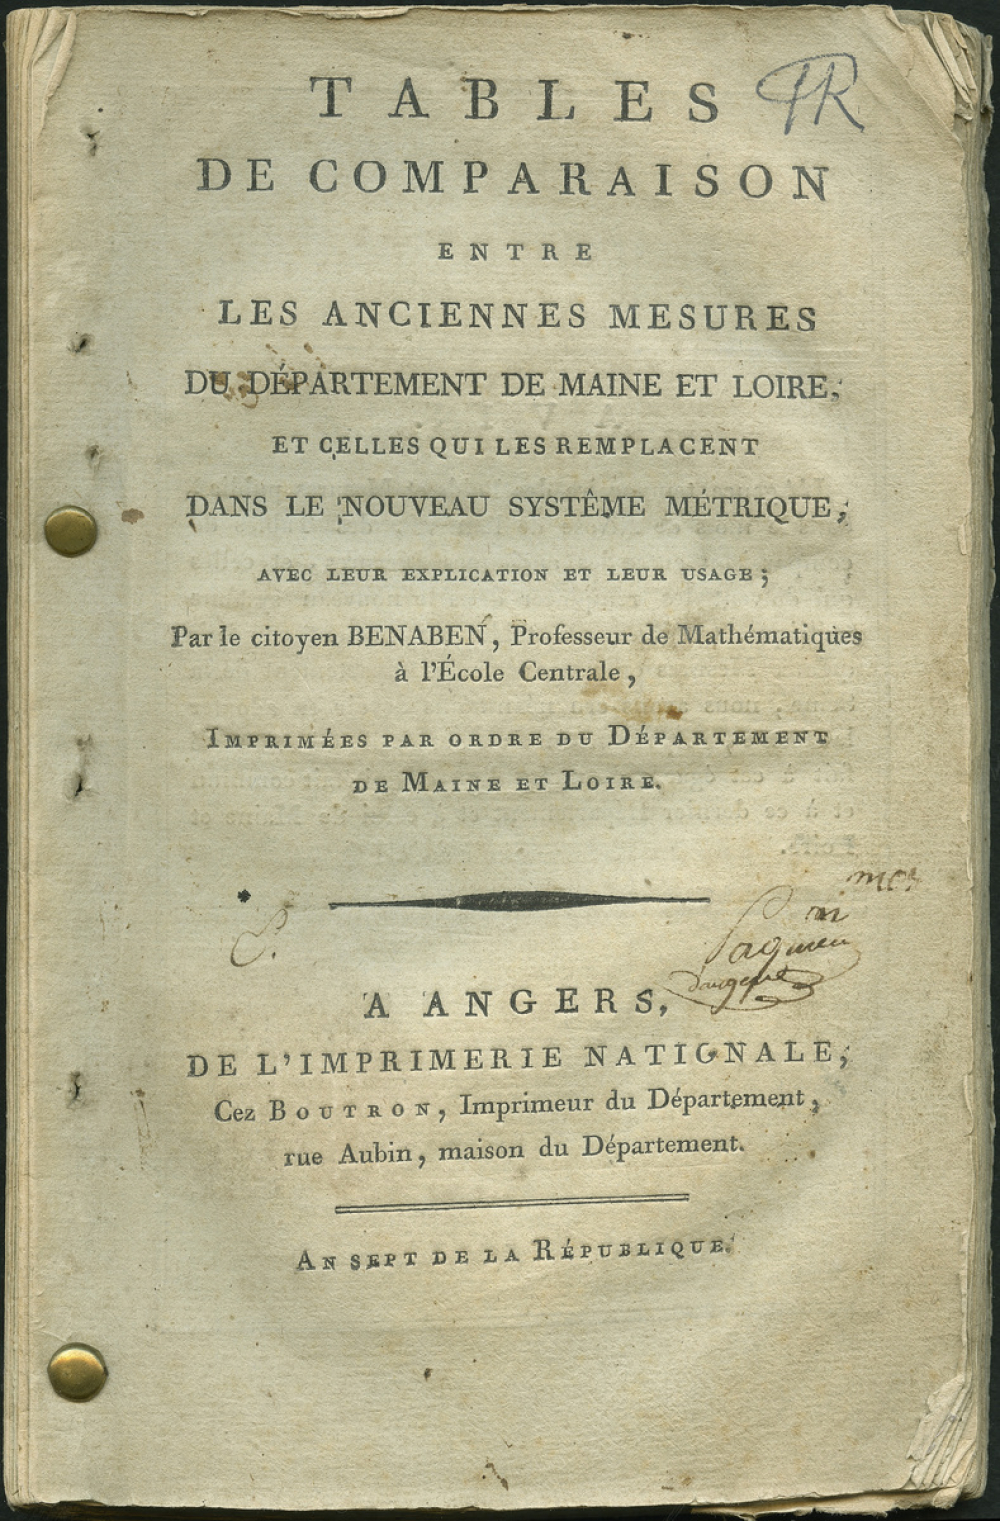 TABLES
DE COMPARAISON
ENTRE
LES ANCIENNES MESURES
DU DÉPARTEMENT DE MAINE ET LOIRE,
ET CELLES QUI LES REMPLACENT
DANS LE NOUVEAU SYSTÊME MÉTRIQUE,
AVEC LEUR EXPLICATION ET LEUR USAGE ;
Par le citoyen BENABEN, Professeur de Mathématiques
à l'École Centrale,
IMPRIMÉES PAR ORDRE DU DÉPARTEMENT
DE MAINE ET LOIRE.
A ANGERS,
DE L'IMPRIMERIE NATIONALE,
Cez BOUTRON, Imprimeur du Département,
rue Aubin, maison du Département.
AN SEPT DE LA RÉPUBLIQUE.